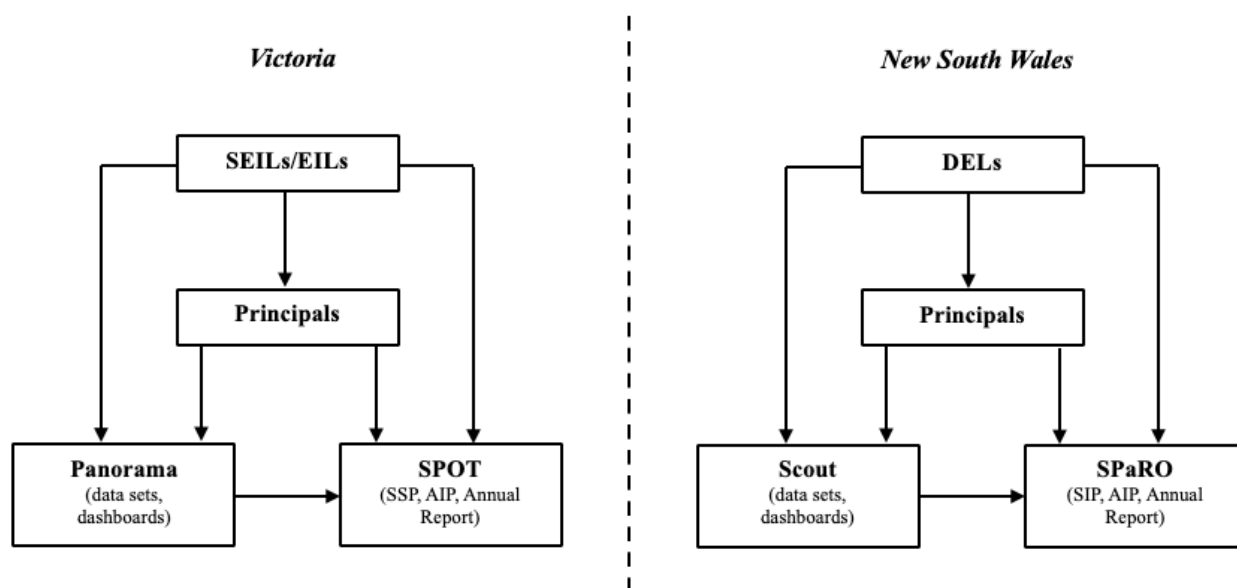 Victoria
SEILs/EILs
Principals
Panorama
(data sets,
dashboards)
SPOT
(SSP, AIP, Annual
Report)
New South Wales
DELs
Principals
Scout
(data sets,
dashboards)
SPaRO
(SIP, AIP, Annual
Report)